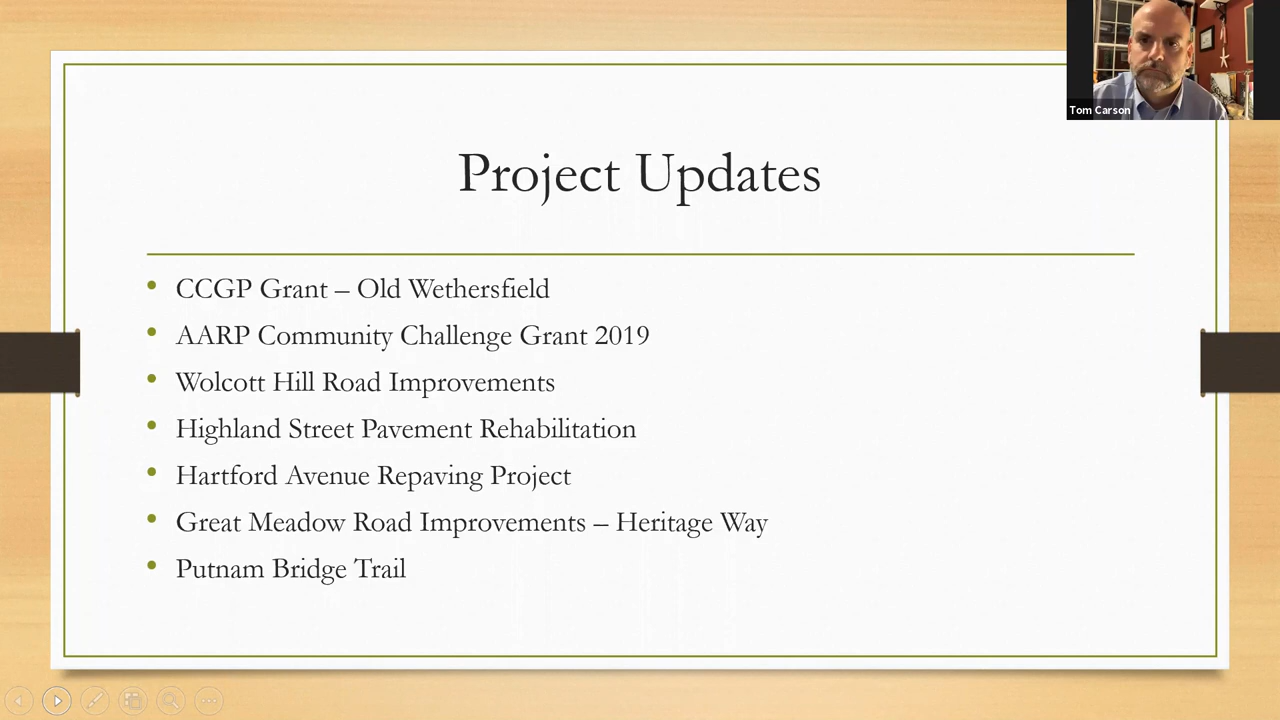 Tom Carson
Project Updates
• CCGP Grant – Old Wethersfield
• AARP Community Challenge Grant 2019
• Wolcott Hill Road Improvements
• Highland Street Pavement Rehabilitation
• Hartford Avenue Repaving Project
• Great Meadow Road Improvements – Heritage Way
• Putnam Bridge Trail